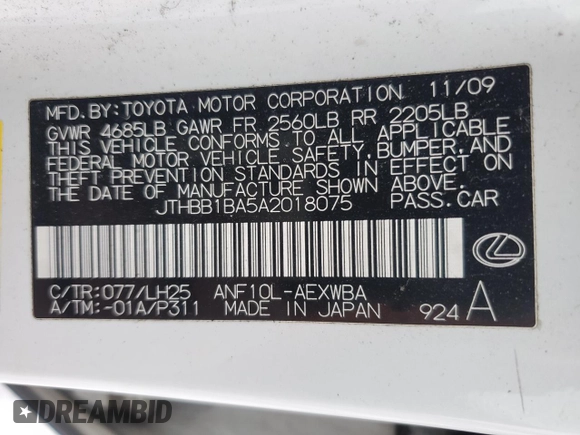 MFD.BY:TOYOTA MOTOR CORPORATION 11/09
GVWR 4685LB GAWR FR 2560LB RR 2205LB
THIS VEHICLE CONFORMS TO ALL APPLICABLE
FEDERAL MOTOR VEHICLE SAFETY,BUMPER,AND
THEFT PREVENTION STANDARDS IN EFFECT ON
THE DATE OF MANUFACTURE SHOWN ABOVE.
JTHBB1BA5A2018075 PASS.CAR
C/TR:077/LH25 ANF10L-AEXWBA
A/TM:-01A/P311 MADE IN JAPAN 924 A
DREAMBID